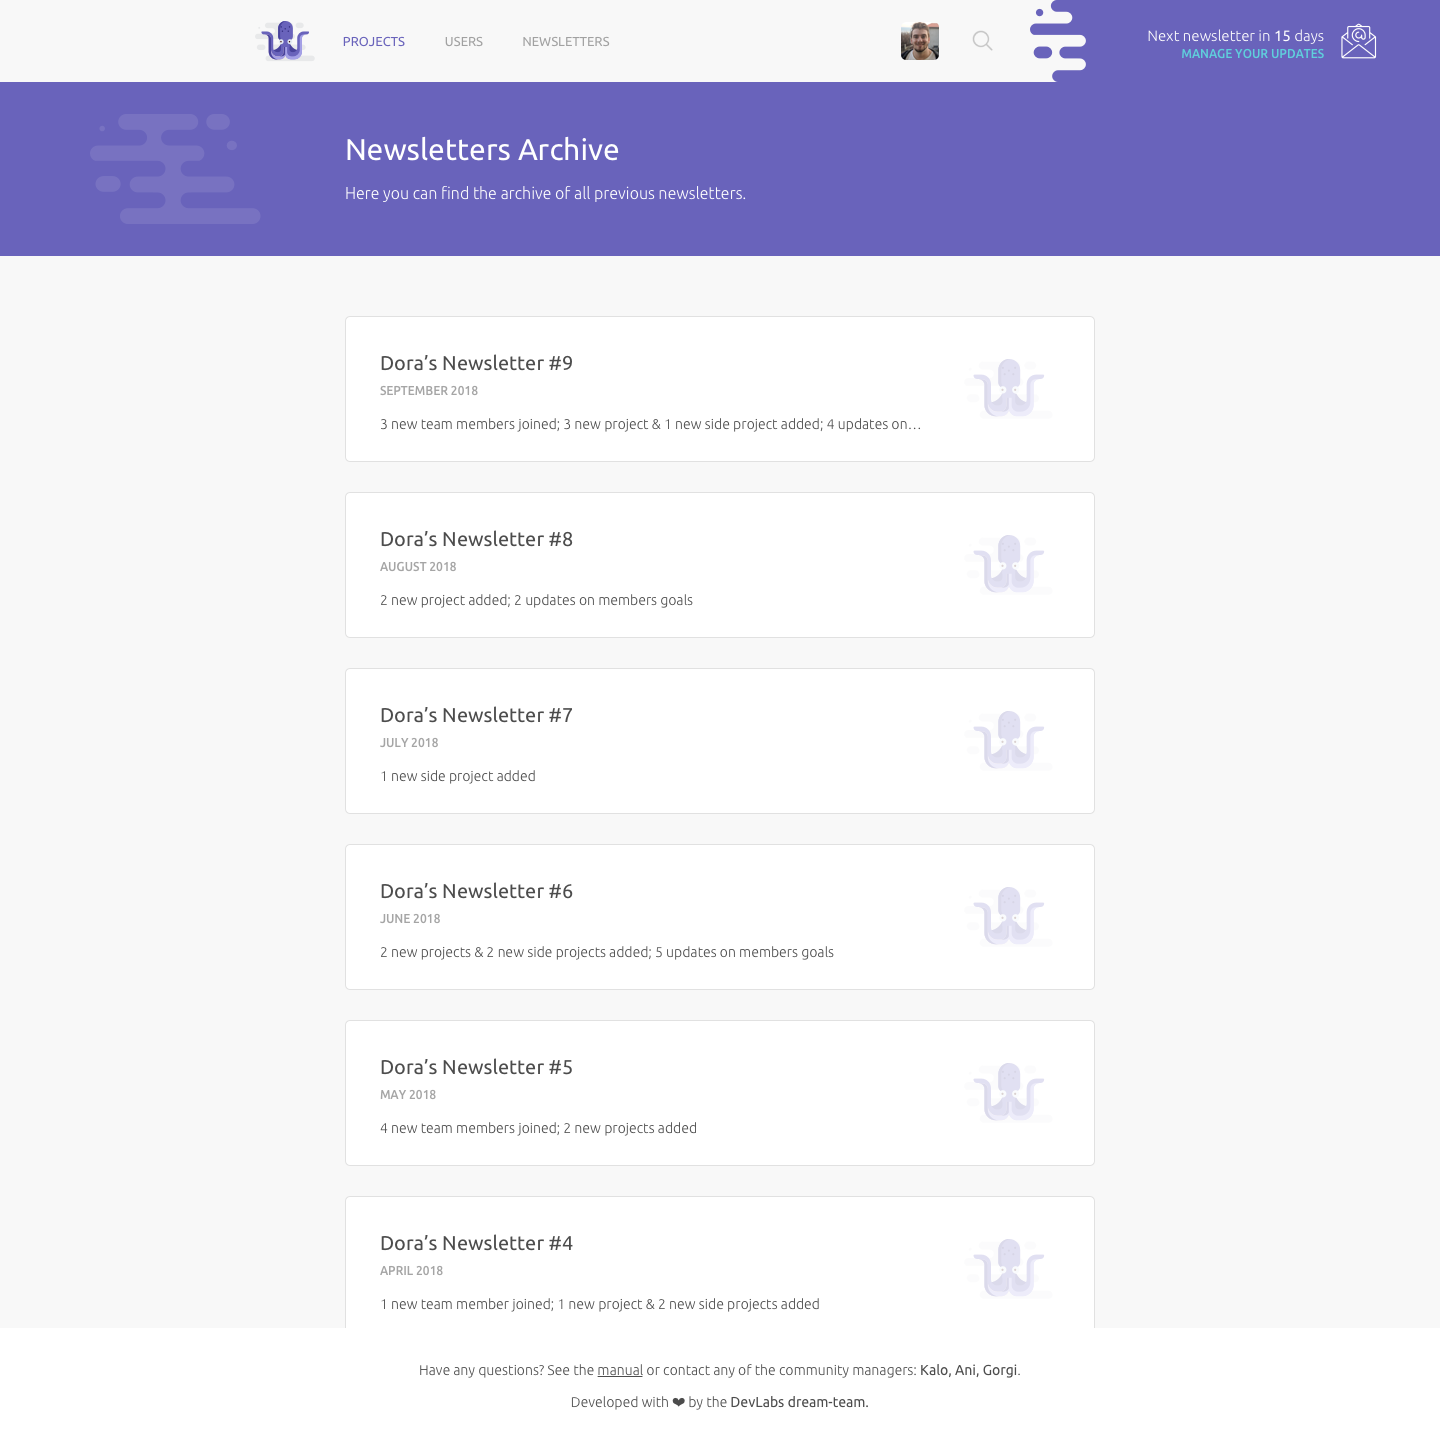 PROJECTS USERS NEWSLETTERS
Next newsletter in 15 days
MANAGE YOUR UPDATES
Newsletters Archive
Here you can find the archive of all previous newsletters.
Dora’s Newsletter #9
SEPTEMBER 2018
3 new team members joined; 3 new project & 1 new side project added; 4 updates on…
Dora’s Newsletter #8
AUGUST 2018
2 new project added; 2 updates on members goals
Dora’s Newsletter #7
JULY 2018
1 new side project added
Dora’s Newsletter #6
JUNE 2018
2 new projects & 2 new side projects added; 5 updates on members goals
Dora’s Newsletter #5
MAY 2018
4 new team members joined; 2 new projects added
Dora’s Newsletter #4
APRIL 2018
1 new team member joined; 1 new project & 2 new side projects added
Have any questions? See the manual or contact any of the community managers: Kalo, Ani, Gorgi.
Developed with ❤ by the DevLabs dream-team.